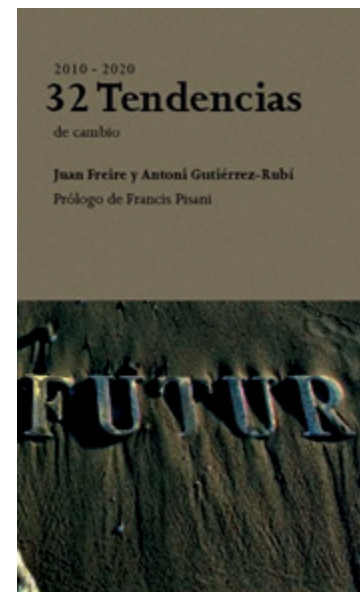 2010 - 2020
32 Tendencias
de cambio
Juan Freire y Antoni Gutiérrez-Rubí
Prólogo de Francis Pisani
FUTUR